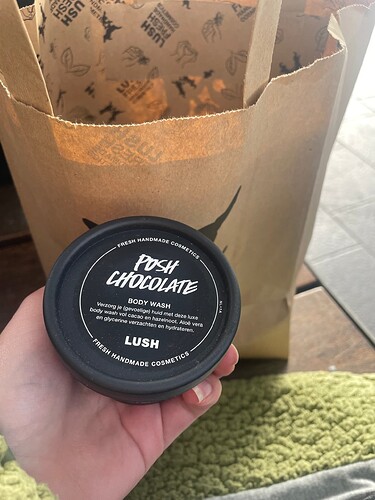 FRESH HANDMADE COSMETICS
POSH
CHOCOLATE
BODY WASH
Verzorg je (gevoelige) huid met deze luxe
body wash vol cacao en hazelnoot. Aloë vera
en glycerine verzachten en hydrateren.
LUSH
FRESH HANDMADE COSMETICS